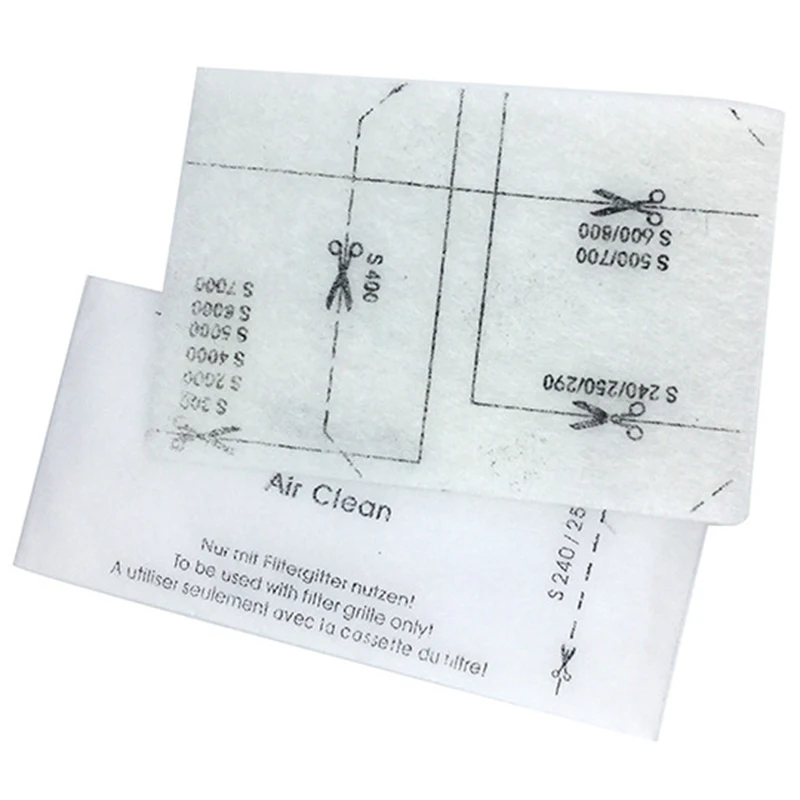 S 400
S 600/800
S 500/700
S 240/250/290
S 7000
S 6000
S 5000
S 4000
S 2000
S 300
Air Clean
Nur mit Filtergitter nutzen!
To be used with filter grille only!
A utiliser seulement avec la cassette du filtre!
S 240/25